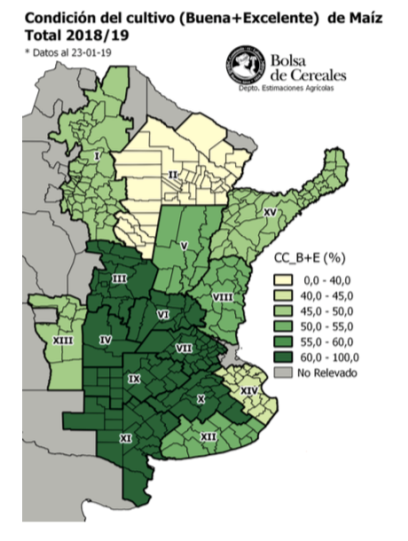 Condición del cultivo (Buena+Excelente) de Maíz
Total 2018/19
* Datos al 23-01-19
Bolsa
de Cereales
Depto. Estimaciones Agrícolas
I
II
XV
V
CC_B+E (%)
III
0,0 - 40,0
VIII
40,0 - 45,0
VI
45,0 - 50,0
XIII
IV
50,0 - 55,0
VII
55,0 - 60,0
60,0 - 100,0
No Relevado
IX
XIV
X
XI
XII